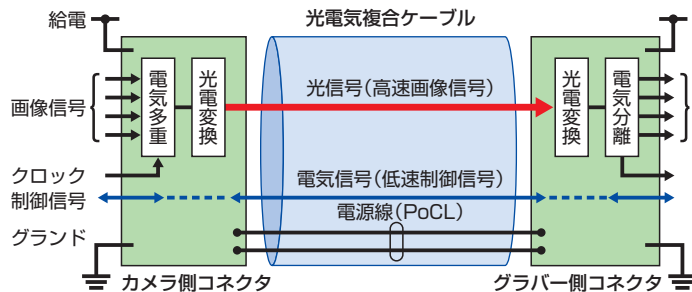 給電
光電気複合ケーブル
画像信号
電気多重
光電変換
光信号(高速画像信号)
光電変換
電気分離
クロック
制御信号
電気信号(低速制御信号)
電源線(PoCL)
グランド
カメラ側コネクタ
グラバー側コネクタ